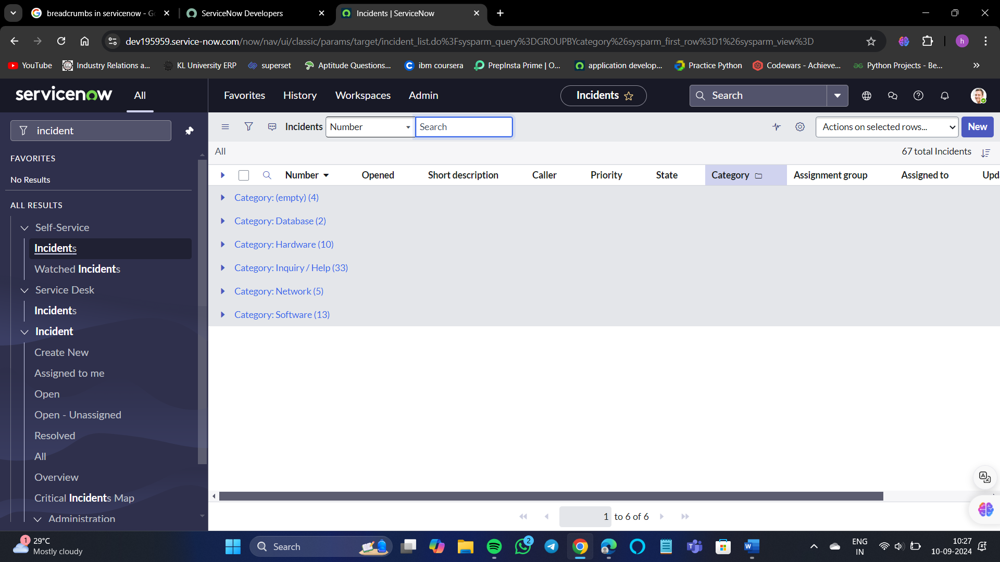 breadcrumbs in servicenow - Go
ServiceNow Developers
Incidents | ServiceNow
dev195959.service-now.com/now/nav/ui/classic/params/target/incident_list.do%3Fsysparm_query%3DGROUPBYcategory%26sysparm_first_row%3D1%26sysparm_view%3D
h
YouTube
Industry Relations a...
KL University ERP
superset
Aptitude Questions...
ibm coursera
PrepInsta Prime | O...
application develop...
Practice Python
Codewars - Achieve...
Python Projects - Be...
servicenow
All
Favorites
History
Workspaces
Admin
Incidents
Search
incident
FAVORITES
No Results
ALL RESULTS
Self-Service
Incidents
Watched Incidents
Service Desk
Incidents
Incident
Create New
Assigned to me
Open
Open - Unassigned
Resolved
All
Overview
Critical Incidents Map
Administration
Incidents
Number
Search
Actions on selected rows...
New
All
67 total Incidents
Number
Opened
Short description
Caller
Priority
State
Category
Assignment group
Assigned to
Upd
Category: (empty) (4)
Category: Database (2)
Category: Hardware (10)
Category: Inquiry / Help (33)
Category: Network (5)
Category: Software (13)
1 to 6 of 6
1
29°C
Mostly cloudy
Search
2
ENG
IN
10:27
10-09-2024